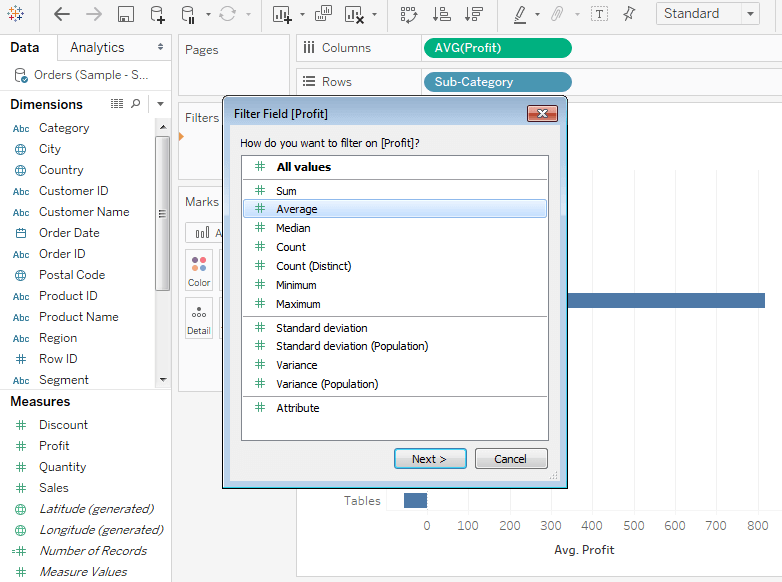 Standard
Data
Analytics
Pages
Columns
AVG(Profit)
Orders (Sample - S...
Rows
Sub-Category
Dimensions
Filters
Filter Field [Profit]
How do you want to filter on [Profit]?
All values
Sum
Average
Median
Count
Count (Distinct)
Minimum
Maximum
Standard deviation
Standard deviation (Population)
Variance
Variance (Population)
Attribute
Next >
Cancel
Abc Category
City
Country
Abc Customer ID
Abc Customer Name
Order Date
Abc Order ID
Postal Code
Abc Product ID
Abc Product Name
Abc Region
Row ID
Abc Segment
Marks
A
Color
Detail
Measures
Discount
Profit
Quantity
Sales
Latitude (generated)
Longitude (generated)
Number of Records
Measure Values
Tables
0 100 200 300 400 500 600 700 800
Avg. Profit